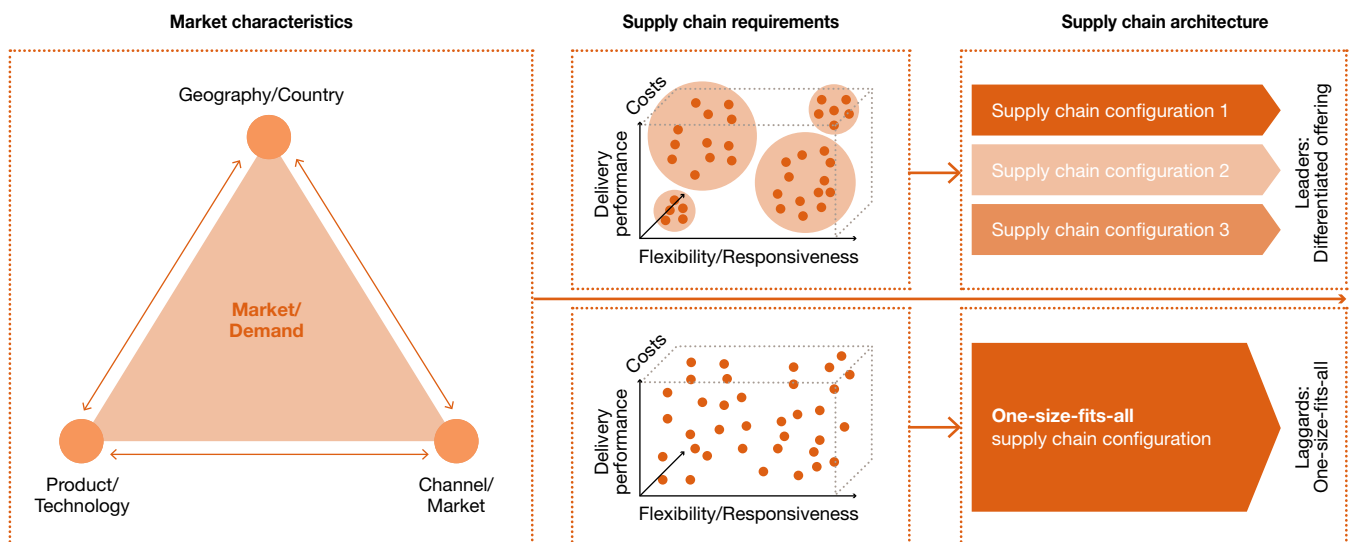 Market characteristics
Geography/Country
Market/
Demand
Product/
Technology
Channel/
Market
Supply chain requirements
Costs
Delivery
performance
Flexibility/Responsiveness
Costs
Delivery
performance
Flexibility/Responsiveness
Supply chain architecture
Supply chain configuration 1
Supply chain configuration 2
Supply chain configuration 3
Leaders:
Differentiated offering
One-size-fits-all
supply chain configuration
Laggards:
One-size-fits-all